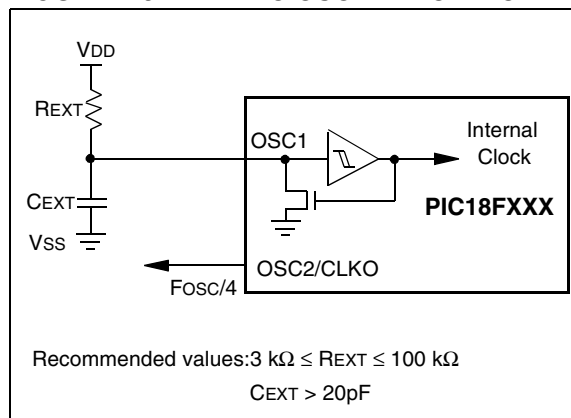 VDD
REXT
OSC1
Internal
Clock
CEXT
PIC18FXXX
VSS
OSC2/CLKO
FOSC/4
Recommended values:3 kΩ ≤ REXT ≤ 100 kΩ
CEXT > 20pF